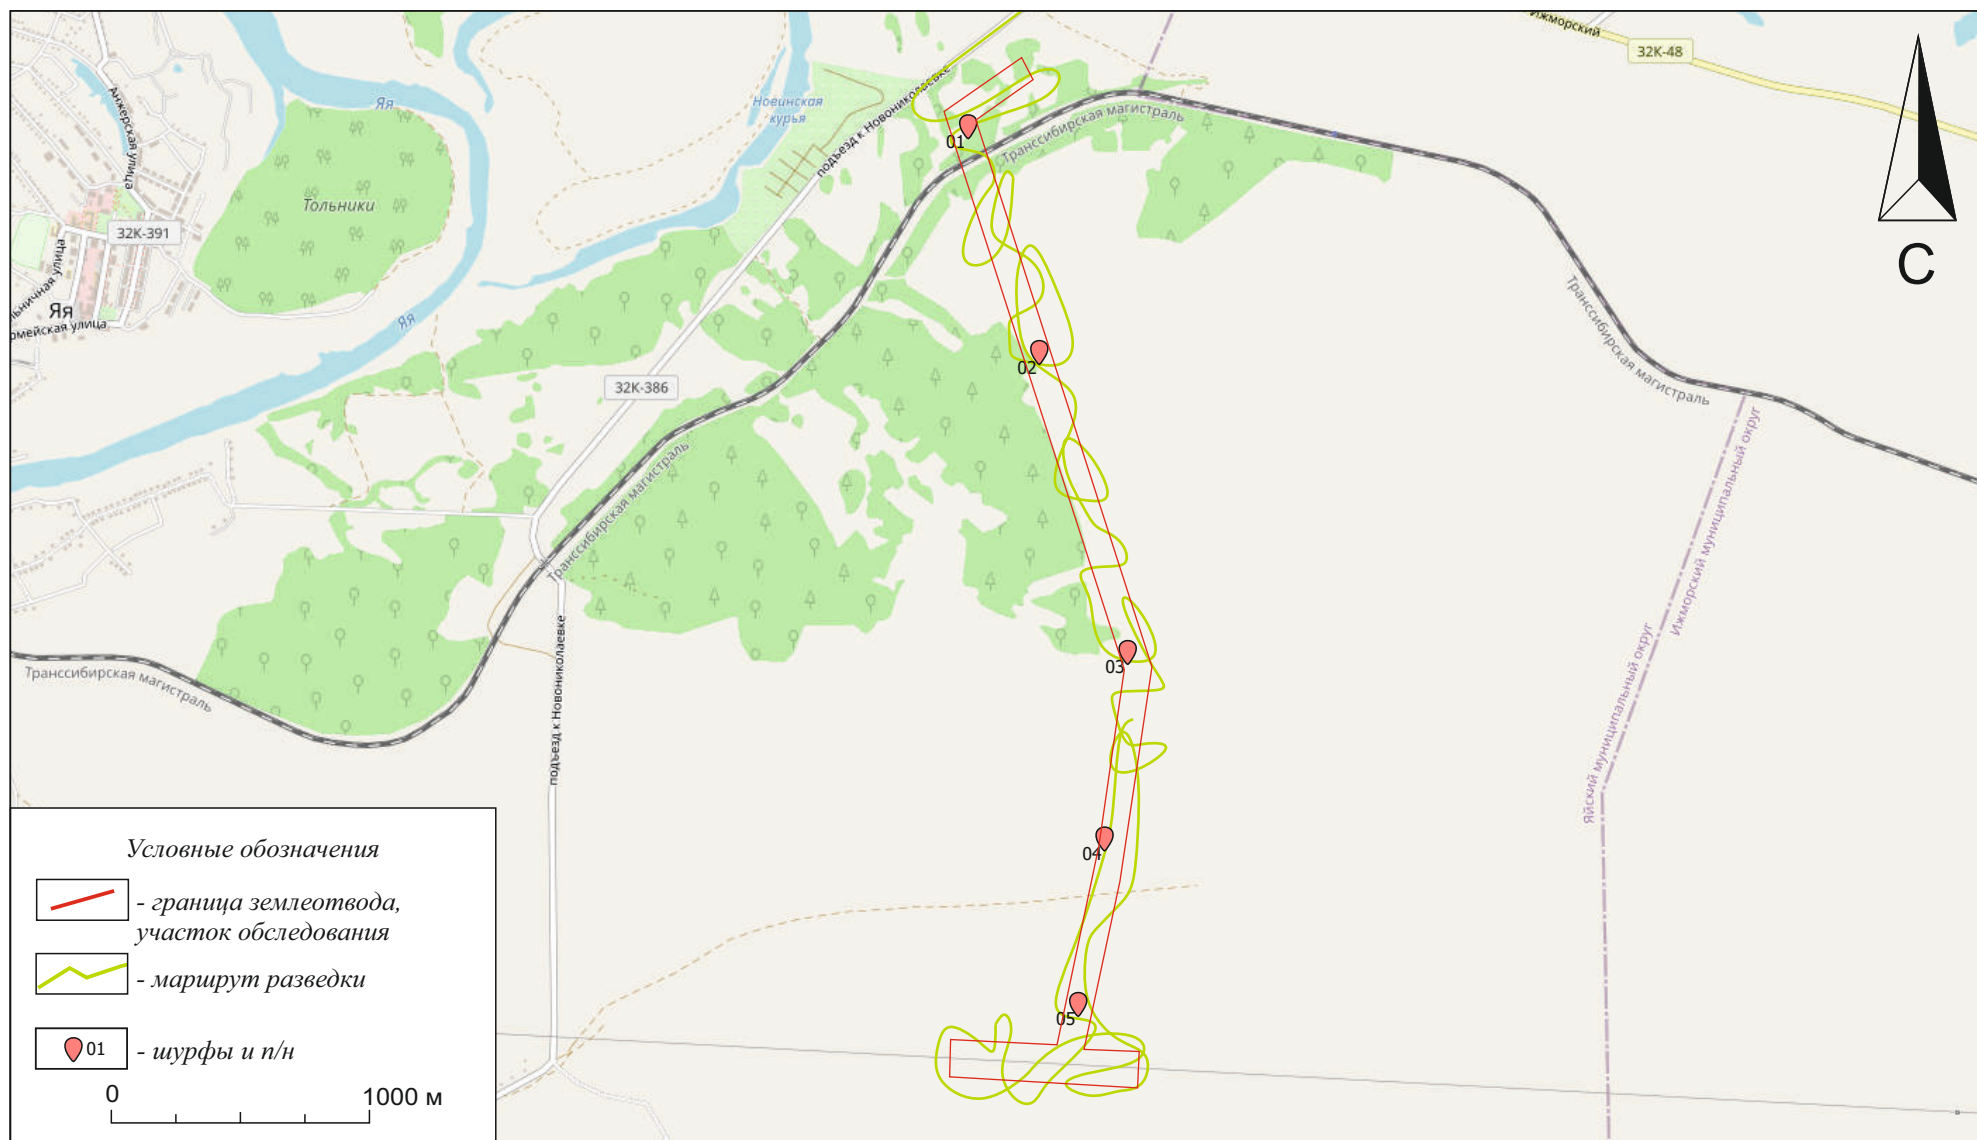 Ижморский
32К-48
С
Яя
Новинская
курья
подъезд к Новониколаевке
01
Транссибирская магистраль
Анжерская улица
Тольники
32К-391
Яя
Яя
32К-386
02
Транссибирская магистраль
Транссибирская магистраль
Ижморский муниципальный округ
Яйский муниципальный округ
03
Транссибирская магистраль
подъезд к Новониколаевке
04
05
Условные обозначения
- граница землеотвода,
участок обследования
- маршрут разведки
01 - шурфы и п/н
0 1000 м